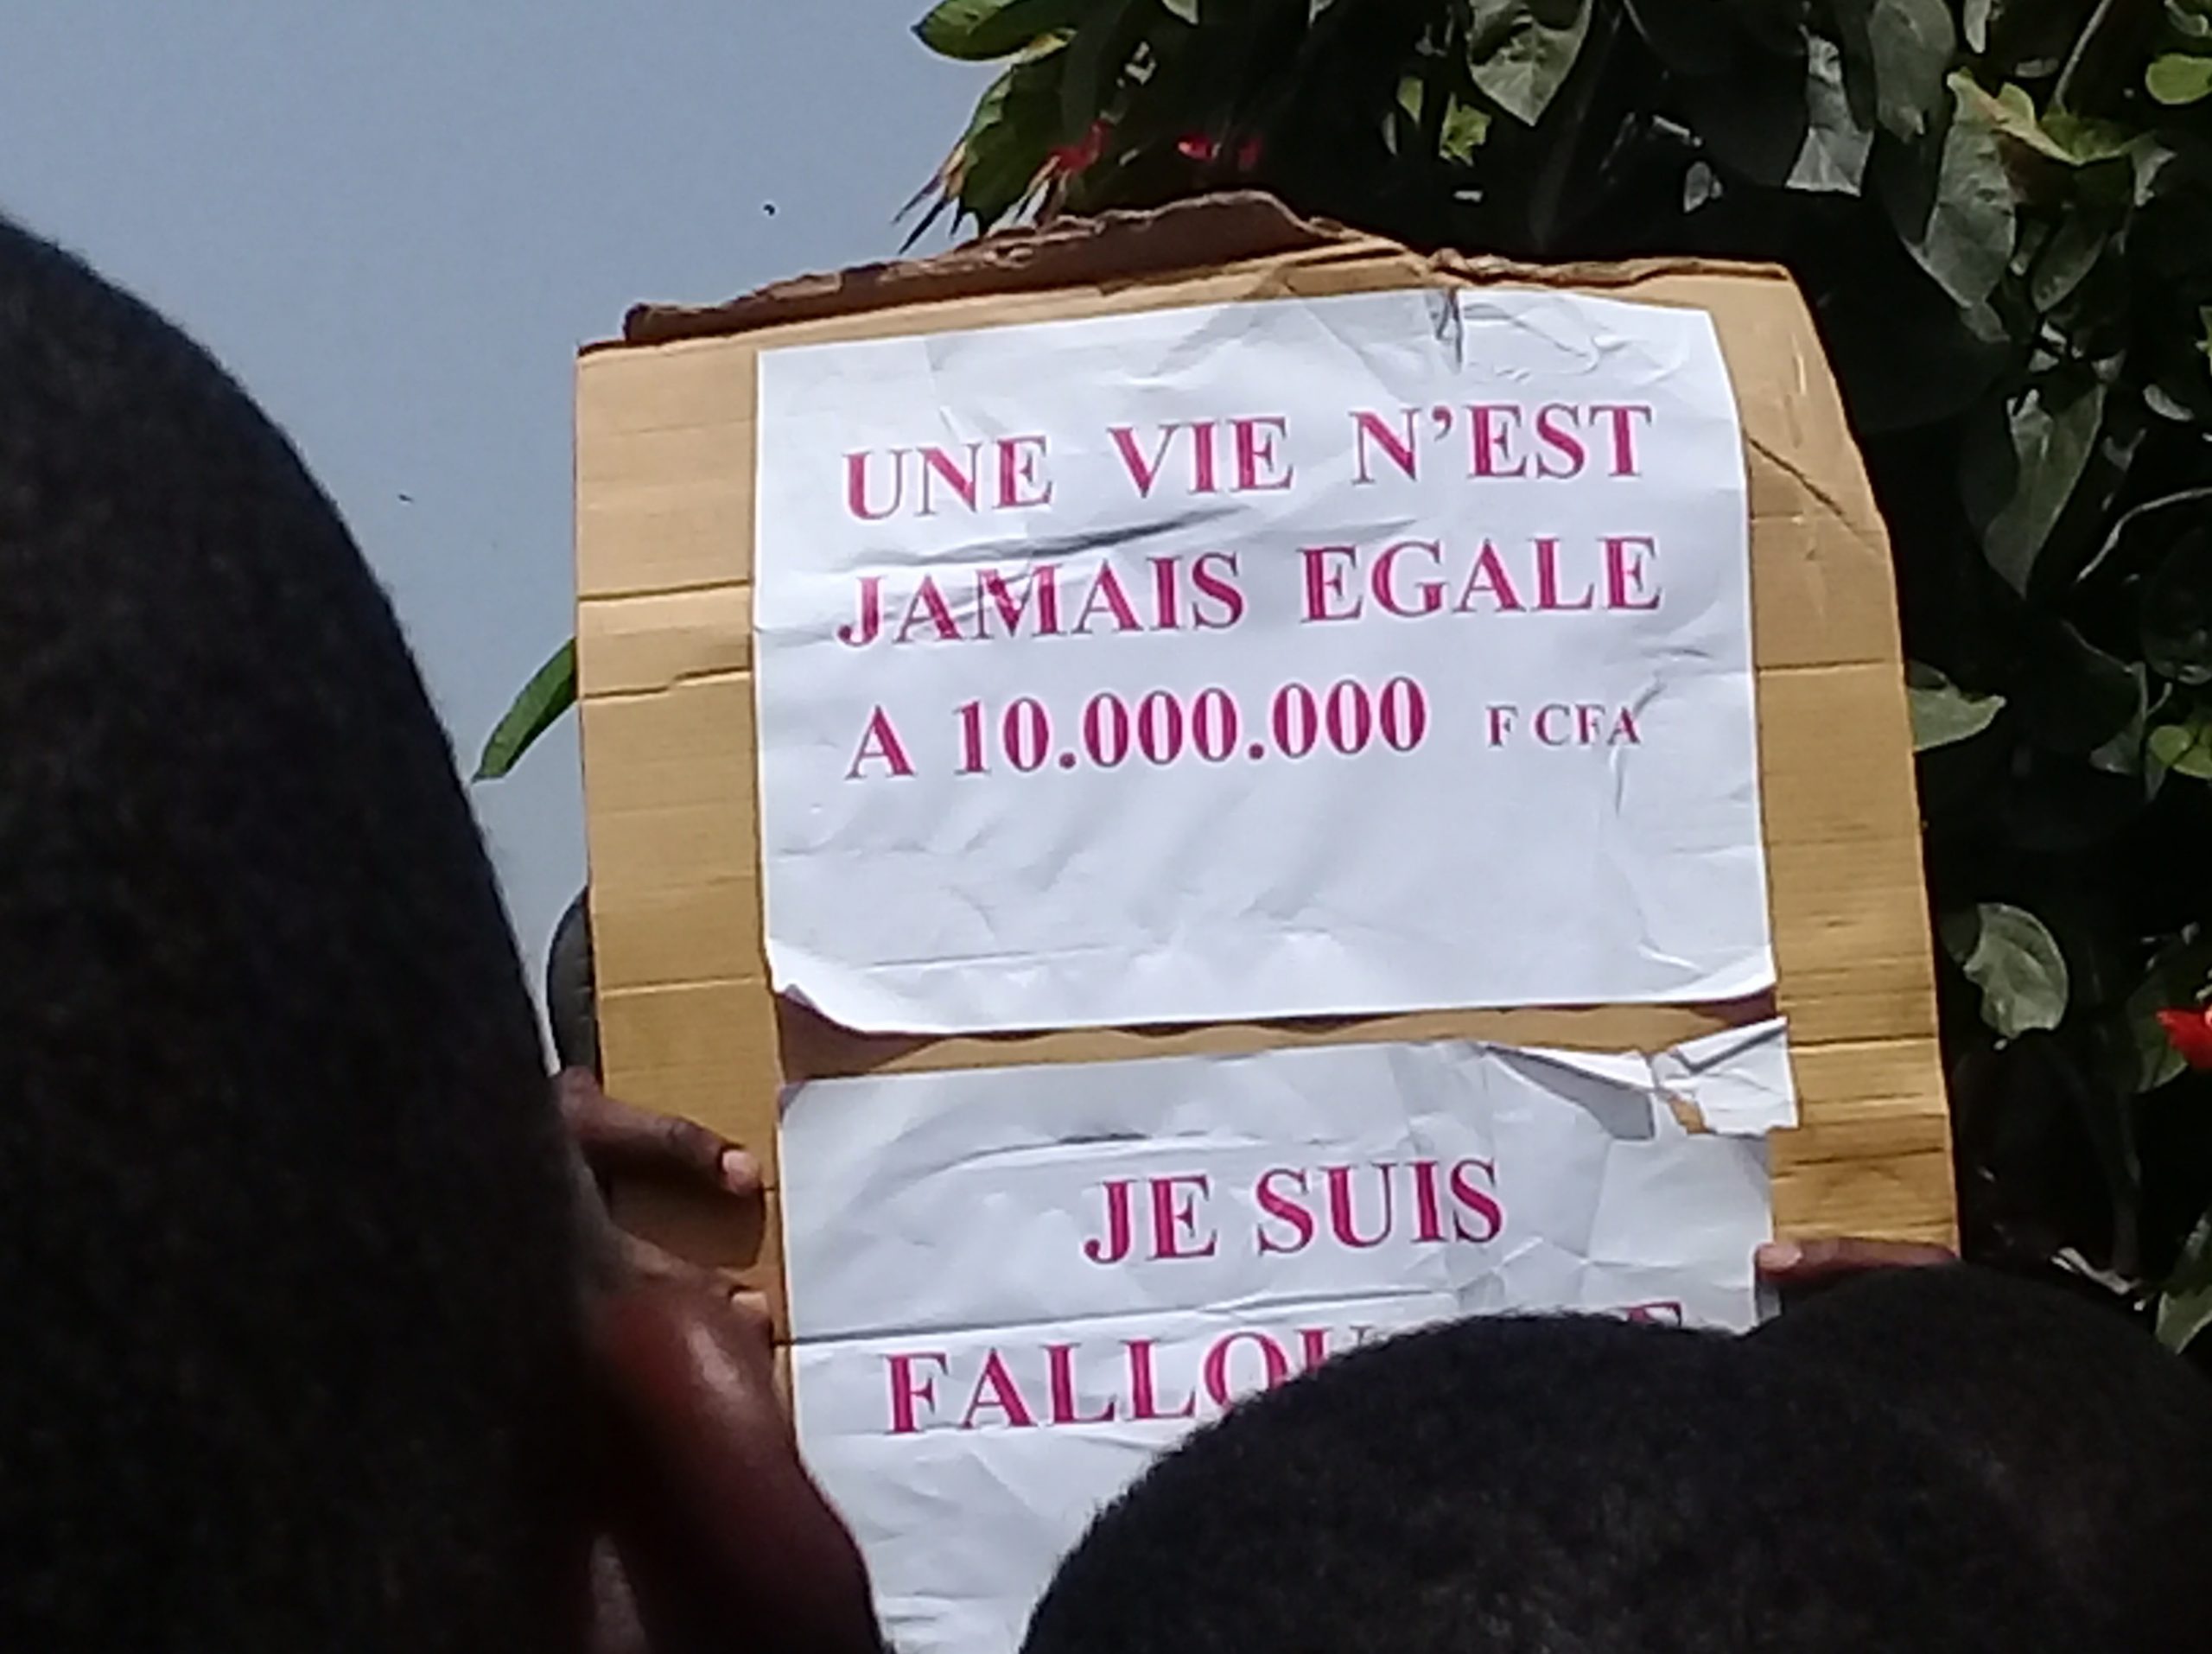 UNE VIE N'EST
JAMAIS EGALE
A 10.000.000 F CFA
JE SUIS